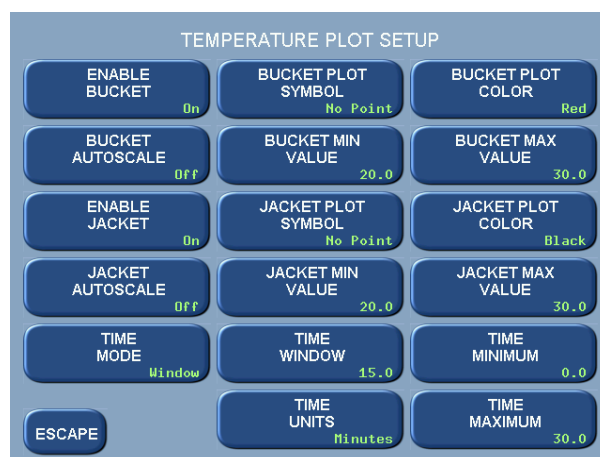 TEMPERATURE PLOT SETUP
ENABLE
BUCKET
On
BUCKET PLOT
SYMBOL
No Point
BUCKET PLOT
COLOR
Red
BUCKET
AUTOSCALE
Off
BUCKET MIN
VALUE
20.0
BUCKET MAX
VALUE
30.0
ENABLE
JACKET
On
JACKET PLOT
SYMBOL
No Point
JACKET PLOT
COLOR
Black
JACKET
AUTOSCALE
Off
JACKET MIN
VALUE
20.0
JACKET MAX
VALUE
30.0
TIME
MODE
Window
TIME
WINDOW
15.0
TIME
MINIMUM
0.0
ESCAPE
TIME
UNITS
Minutes
TIME
MAXIMUM
30.0